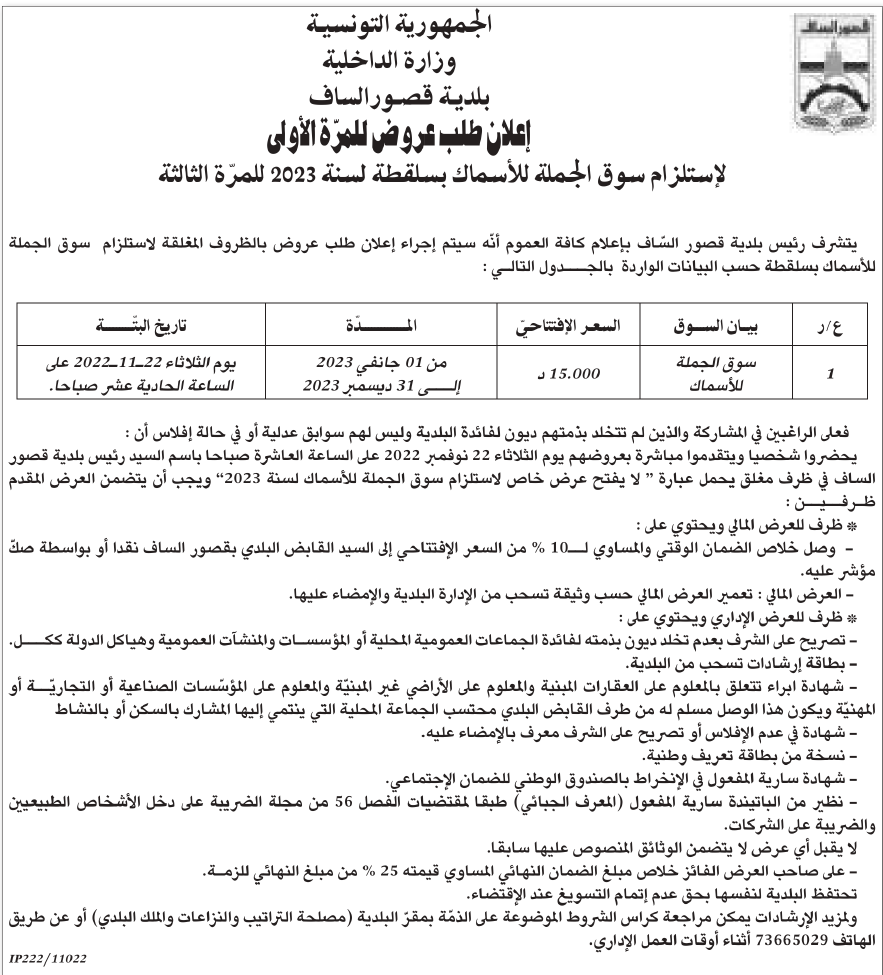 قصور الساف
الجمهورية التونسية
وزارة الداخلية
بلدية قصور الساف
إعلان طلب عروض للمرّة الأولى
لإستلزام سوق الجملة للأسماك بسلقطة لسنة 2023 للمرّة الثالثة
يتشرف رئيس بلدية قصور السّاف بإعلام كافة العموم أنّه سيتم إجراء إعلان طلب عروض بالظروف المغلقة لاستلزام سوق الجملة
للأسماك بسلقطة حسب البيانات الواردة بالجـــدول التالـي :
ع/ر بيـان السـوق السعـر الإفتتاحيّ المـــــــدّة تاريخ البتّـــــة
1 سوق الجملة للأسماك 15.000 د من 01 جانفي 2023 إلـــى 31 ديسمبر 2023 يوم الثلاثاء 22ـ11ـ2022 على الساعة الحادية عشر صباحا.
فعلى الراغبين في المشاركة والذين لم تتخلد بذمتهم ديون لفائدة البلدية وليس لهم سوابق عدلية أو في حالة إفلاس أن :
يحضروا شخصيا ويتقدموا مباشرة بعروضهم يوم الثلاثاء 22 نوفمبر 2022 على الساعة العاشرة صباحا باسم السيد رئيس بلدية قصور
الساف في ظرف مغلق يحمل عبارة " لا يفتح عرض خاص لاستلزام سوق الجملة للأسماك لسنة 2023" ويجب أن يتضمن العرض المقدم
ظـرفــيــن :
* ظرف للعرض المالي ويحتوي على :
- وصل خلاص الضمان الوقتي والمساوي لـــ10 % من السعر الإفتتاحي إلى السيد القابض البلدي بقصور الساف نقدا أو بواسطة صكّ
مؤشر عليه.
- العرض المالي : تعمير العرض المالي حسب وثيقة تسحب من الإدارة البلدية والإمضاء عليها.
* ظرف للعرض الإداري ويحتوي على :
- تصريح على الشرف بعدم تخلد ديون بذمته لفائدة الجماعات العمومية المحلية أو المؤسســات والمنشآت العمومية وهياكل الدولة ككـــل.
- بطاقة إرشادات تسحب من البلدية.
- شهادة ابراء تتعلق بالمعلوم على العقارات المبنية والمعلوم على الأراضي غير المبنيّة والمعلوم على المؤسّسات الصناعية أو التجاريّـــة أو
المهنيّة ويكون هذا الوصل مسلم له من طرف القابض البلدي محتسب الجماعة المحلية التي ينتمي إليها المشارك بالسكن أو بالنشاط
- شهادة في عدم الإفلاس أو تصريح على الشرف معرف بالإمضاء عليه.
- نسخة من بطاقة تعريف وطنية.
- شهادة سارية المفعول في الإنخراط بالصندوق الوطني للضمان الإجتماعي.
- نظير من الباتيندة سارية المفعول (المعرف الجبائي) طبقا لمقتضيات الفصل 56 من مجلة الضريبة على دخل الأشخاص الطبيعيين
والضريبة على الشركات.
لا يقبل أي عرض لا يتضمن الوثائق المنصوص عليها سابقا.
- على صاحب العرض الفائز خلاص مبلغ الضمان النهائي المساوي قيمته 25 % من مبلغ النهائي للزمـة.
تحتفظ البلدية لنفسها بحق عدم إتمام التسويغ عند الإقتضاء.
ولمزيد الإرشادات يمكن مراجعة كراس الشروط الموضوعة على الذمّة بمقرّ البلدية (مصلحة التراتيب والنزاعات والملك البلدي) أو عن طريق
الهاتف 73665029 أثناء أوقات العمل الإداري.
IP222/11022